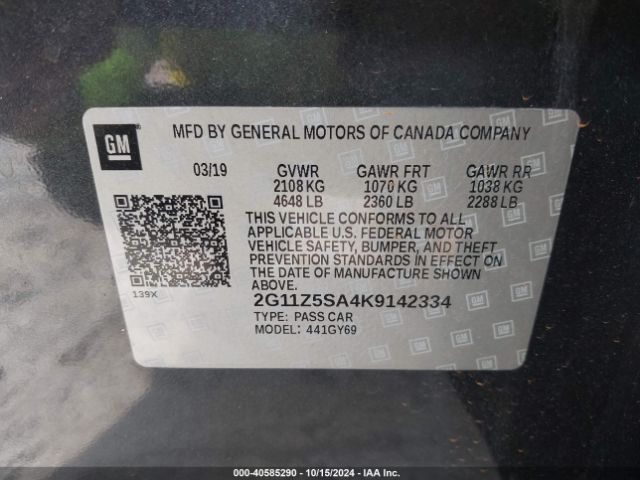 GM
MFD BY GENERAL MOTORS OF CANADA COMPANY
03/19 GVWR GAWR FRT GAWR RR
2108 KG 1070 KG 1038 KG
4648 LB 2360 LB 2288 LB
THIS VEHICLE CONFORMS TO ALL
APPLICABLE U.S. FEDERAL MOTOR
VEHICLE SAFETY, BUMPER, AND THEFT
PREVENTION STANDARDS IN EFFECT ON
THE DATE OF MANUFACTURE SHOWN
ABOVE.
139X
2G11Z5SA4K9142334
TYPE: PASS CAR
MODEL: 441GY69
000-40585290 - 10/15/2024 - IAA Inc.